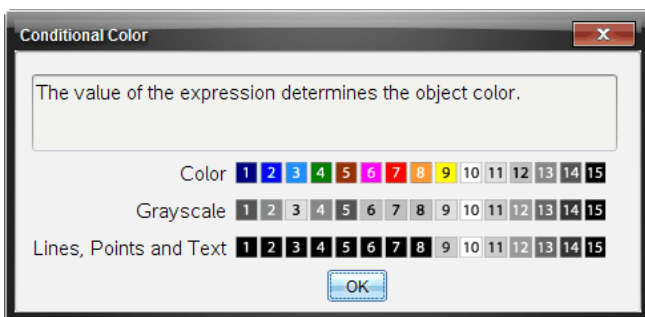 Conditional Color
X
The value of the expression determines the object color.
Color 1 2 3 4 5 6 7 8 9 10 11 12 13 14 15
Grayscale 1 2 3 4 5 6 7 8 9 10 11 12 13 14 15
Lines, Points and Text 1 2 3 4 5 6 7 8 9 10 11 12 13 14 15
OK